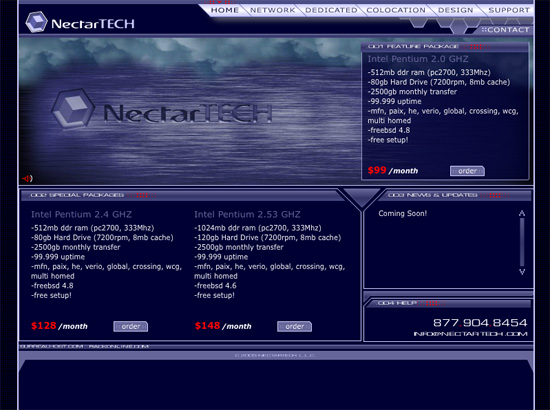 HOME NETWORK DEDICATED COLOCATION DESIGN SUPPORT
NectarTECH
::CONTACT
001 FEATURE PACKAGE
Intel Pentium 2.0 GHZ
-512mb ddr ram (pc2700, 333Mhz)
-80gb Hard Drive (7200rpm, 8mb cache)
-2500gb monthly transfer
-99.999 uptime
-mfn, paix, he, verio, global, crossing, wcg,
multi homed
-freebsd 4.8
-free setup!
$99 /month order
NectarTECH
002 SPECIAL PACKAGES
Intel Pentium 2.4 GHZ
-512mb ddr ram (pc2700, 333Mhz)
-80gb Hard Drive (7200rpm, 8mb cache)
-2500gb monthly transfer
-99.999 uptime
-mfn, paix, he, verio, global, crossing, wcg,
multi homed
-freebsd 4.8
-free setup!
$128 /month order
Intel Pentium 2.53 GHZ
-1024mb ddr ram (pc2700, 333Mhz)
-120gb Hard Drive (7200rpm, 8mb cache)
-2500gb monthly transfer
-99.999 uptime
-mfn, paix, he, verio, global, crossing, wcg,
multi homed
-freebsd 4.6
-free setup!
$148 /month order
003 NEWS & UPDATES
Coming Soon!
004 HELP
877.904.8454
INFO@NECTARTECH.COM
© 2003 NECTARTECH L.L.C.